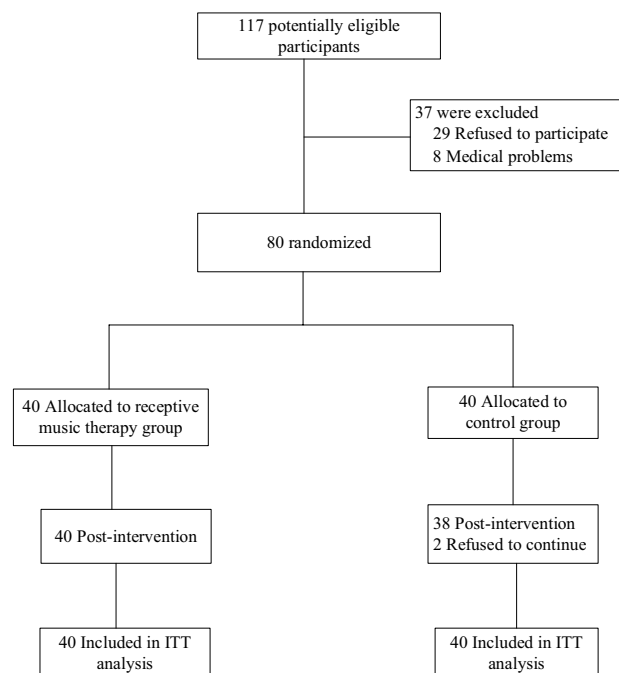 117 potentially eligible
participants
37 were excluded
29 Refused to participate
8 Medical problems
80 randomized
40 Allocated to receptive
music therapy group
40 Allocated to
control group
40 Post-intervention
38 Post-intervention
2 Refused to continue
40 Included in ITT
analysis
40 Included in ITT
analysis